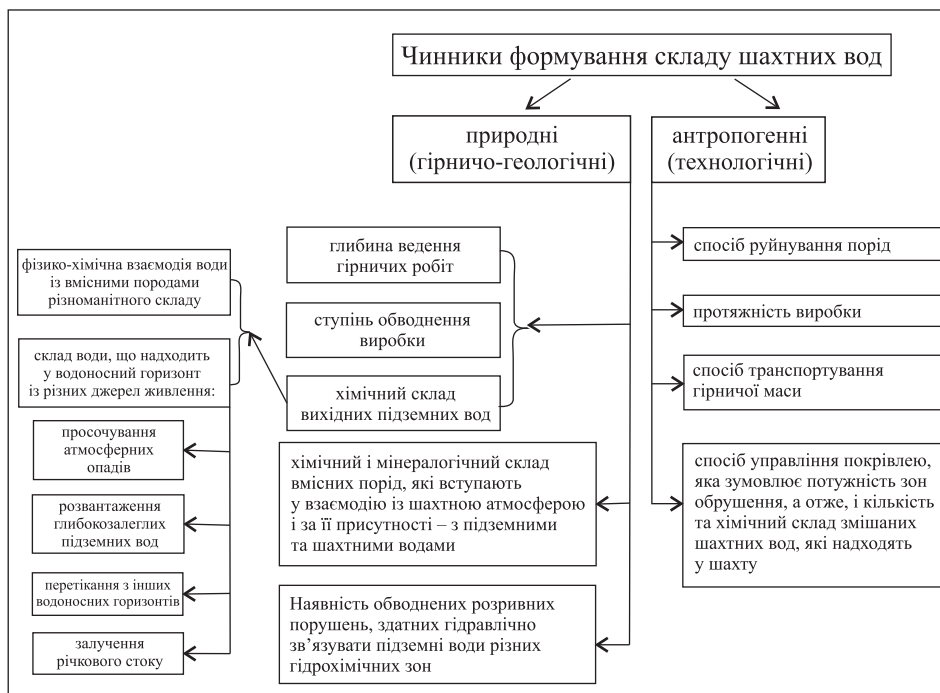 Чинники формування складу шахтних вод
природні
(гірничо-геологічні)
антропогенні
(технологічні)
глибина ведення
гірничих робіт
ступінь обводнення
виробки
хімічний склад
вихідних підземних вод
фізико-хімічна взаємодія води
із вмісними породами
різноманітного складу
склад води, що надходить
у водоносний горизонт
із різних джерел живлення:
просочування
атмосферних
опадів
розвантаження
глибокозалеглих
підземних вод
перетікання з інших
водоносних горизонтів
залучення
річкового стоку
хімічний і мінералогічний склад
вмісних порід, які вступають
у взаємодію із шахтною атмосферою
і за її присутності – з підземними
та шахтними водами
Наявність обводнених розривних
порушень, здатних гідравлічно
зв’язувати підземні води різних
гідрохімічних зон
спосіб руйнування порід
протяжність виробки
спосіб транспортування
гірничої маси
спосіб управління покрівлею,
яка зумовлює потужність зон
обрушення, а отже, і кількість
та хімічний склад змішаних
шахтних вод, які надходять
у шахту